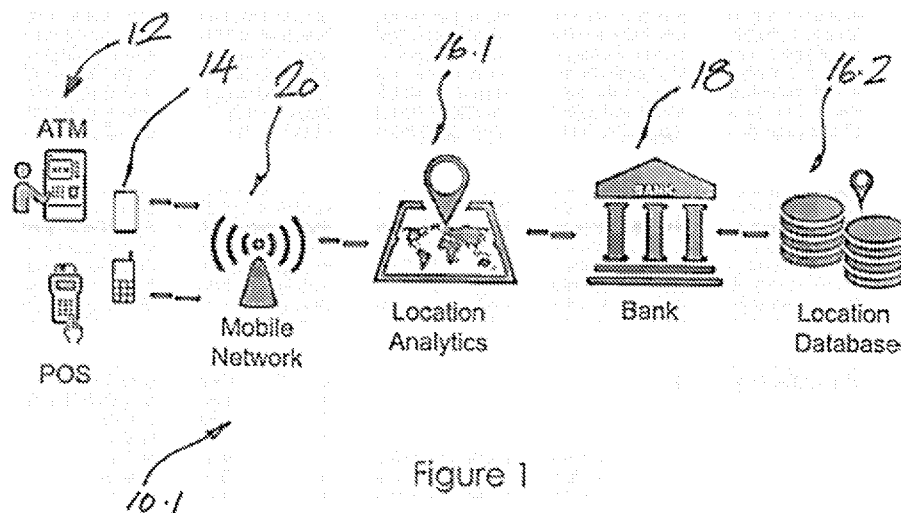 12
14
20
16.1
18
16.2
ATM
BANK
Mobile
Network
Location
Analytics
Bank
Location
Database
POS
10.1
Figure 1